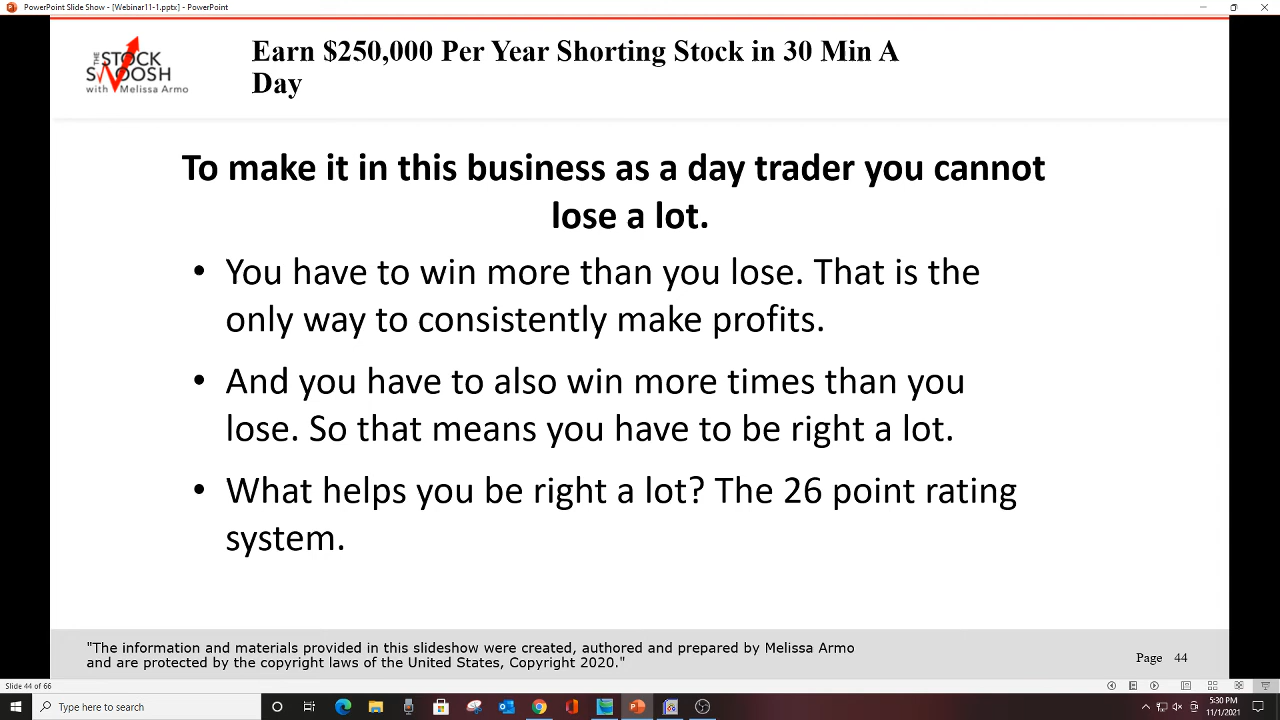 PowerPoint Slide Show - [Webinar11-1.pptx] - PowerPoint
THE
STOCK
SWOOSH
with Melissa Armo
Earn $250,000 Per Year Shorting Stock in 30 Min A
Day
To make it in this business as a day trader you cannot
lose a lot.
• You have to win more than you lose. That is the
only way to consistently make profits.
• And you have to also win more times than you
lose. So that means you have to be right a lot.
• What helps you be right a lot? The 26 point rating
system.
"The information and materials provided in this slideshow were created, authored and prepared by Melissa Armo
and are protected by the copyright laws of the United States, Copyright 2020."
Page 44
Slide 44 of 66
Type here to search
5:30 PM
11/1/2021